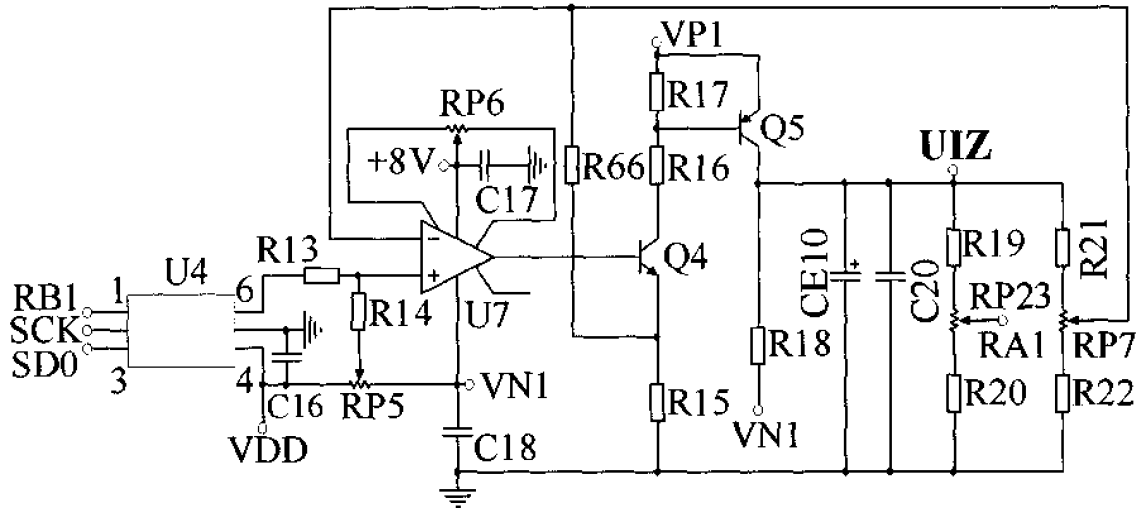 VP1
RP6
R17
Q5
+8V
C17
R66
R16
UIZ
R13
U4
1
6
RB1
SCK
SD0
3
4
R14
U7
Q4
CE10
+
C20
R19
R21
RP23
RA1
RP7
C16
RP5
VN1
R18
R15
R20
R22
VDD
C18
VN1